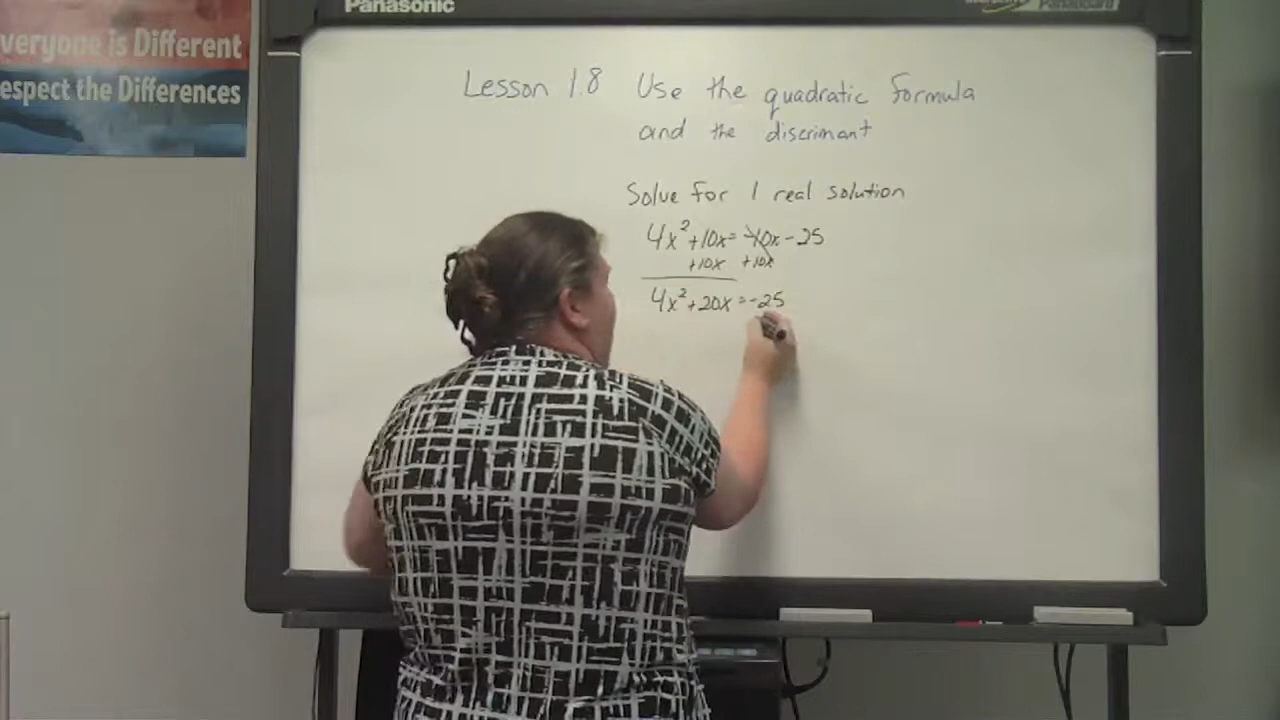 Panasonic
Panaboard
veryone is Different
espect the Differences
Lesson 1.8 Use the quadratic formula
and the discrimant
Solve for 1 real solution
4x²+10x=-10x-25
+10x +10x
4x²+20x=-25